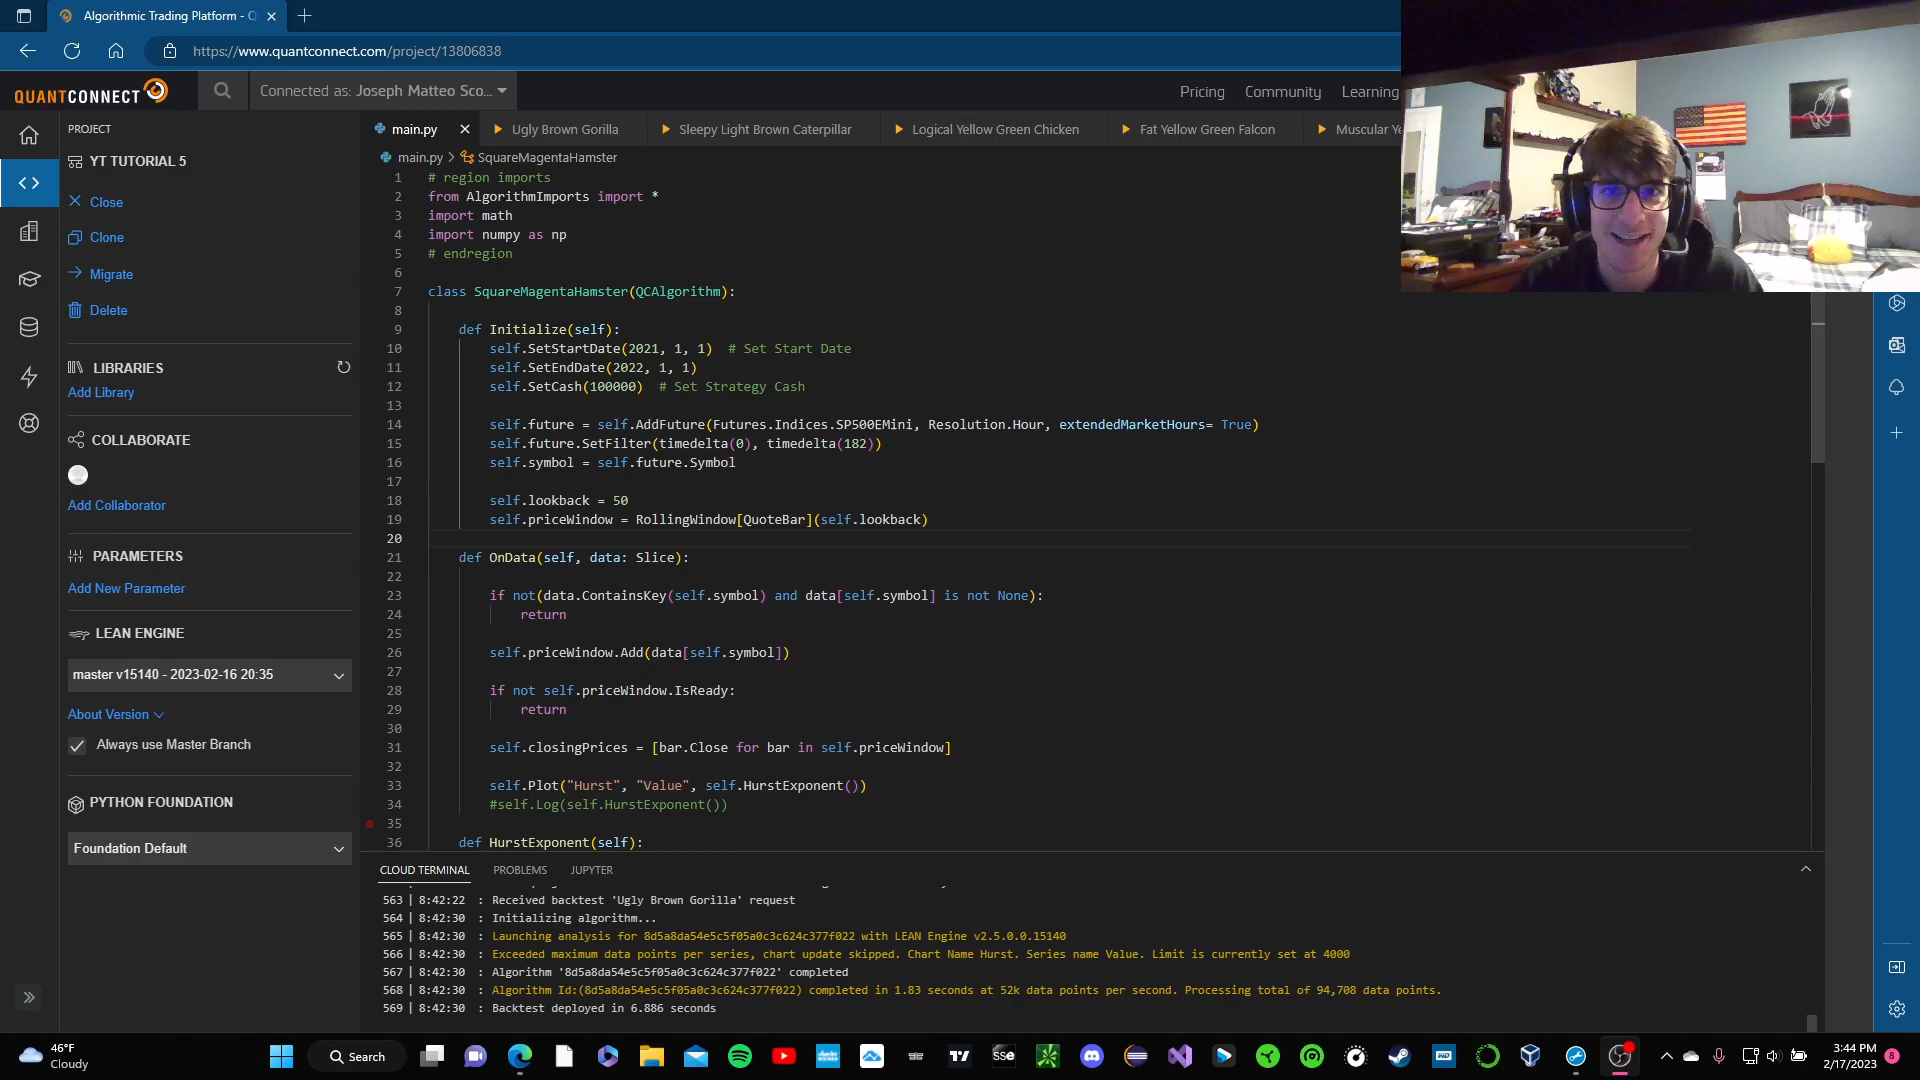 Algorithmic Trading Platform - Q
https://www.quantconnect.com/project/13806838
QUANTCONNECT
Connected as: Joseph Matteo Sco...
Pricing
Community
Learning
PROJECT
YT TUTORIAL 5
Close
Clone
Migrate
Delete
LIBRARIES
Add Library
COLLABORATE
Add Collaborator
PARAMETERS
Add New Parameter
LEAN ENGINE
master v15140 - 2023-02-16 20:35
About Version
Always use Master Branch
PYTHON FOUNDATION
Foundation Default
main.py
Ugly Brown Gorilla
Sleepy Light Brown Caterpillar
Logical Yellow Green Chicken
Fat Yellow Green Falcon
Muscular Ye
main.py > SquareMagentaHamster
1 # region imports
2 from AlgorithmImports import *
3 import math
4 import numpy as np
5 # endregion
6
7 class SquareMagentaHamster(QCAlgorithm):
8
9 def Initialize(self):
10 self.SetStartDate(2021, 1, 1) # Set Start Date
11 self.SetEndDate(2022, 1, 1)
12 self.SetCash(100000) # Set Strategy Cash
13
14 self.future = self.AddFuture(Futures.Indices.SP500EMini, Resolution.Hour, extendedMarketHours= True)
15 self.future.SetFilter(timedelta(0), timedelta(182))
16 self.symbol = self.future.Symbol
17
18 self.lookback = 50
19 self.priceWindow = RollingWindow[QuoteBar](self.lookback)
20
21 def OnData(self, data: Slice):
22
23 if not(data.ContainsKey(self.symbol) and data[self.symbol] is not None):
24 return
25
26 self.priceWindow.Add(data[self.symbol])
27
28 if not self.priceWindow.IsReady:
29 return
30
31 self.closingPrices = [bar.Close for bar in self.priceWindow]
32
33 self.Plot("Hurst", "Value", self.HurstExponent())
34 #self.Log(self.HurstExponent())
35
36 def HurstExponent(self):
CLOUD TERMINAL
PROBLEMS
JUPYTER
563 | 8:42:22 : Received backtest 'Ugly Brown Gorilla' request
564 | 8:42:30 : Initializing algorithm...
565 | 8:42:30 : Launching analysis for 8d5a8da54e5c5f05a0c3c624c377f022 with LEAN Engine v2.5.0.0.15140
566 | 8:42:30 : Exceeded maximum data points per series, chart update skipped. Chart Name Hurst. Series name Value. Limit is currently set at 4000
567 | 8:42:30 : Algorithm '8d5a8da54e5c5f05a0c3c624c377f022' completed
568 | 8:42:30 : Algorithm Id:(8d5a8da54e5c5f05a0c3c624c377f022) completed in 1.83 seconds at 52k data points per second. Processing total of 94,708 data points.
569 | 8:42:30 : Backtest deployed in 6.886 seconds
46°F
Cloudy
Search
SSE
WD
3:44 PM
2/17/2023
8